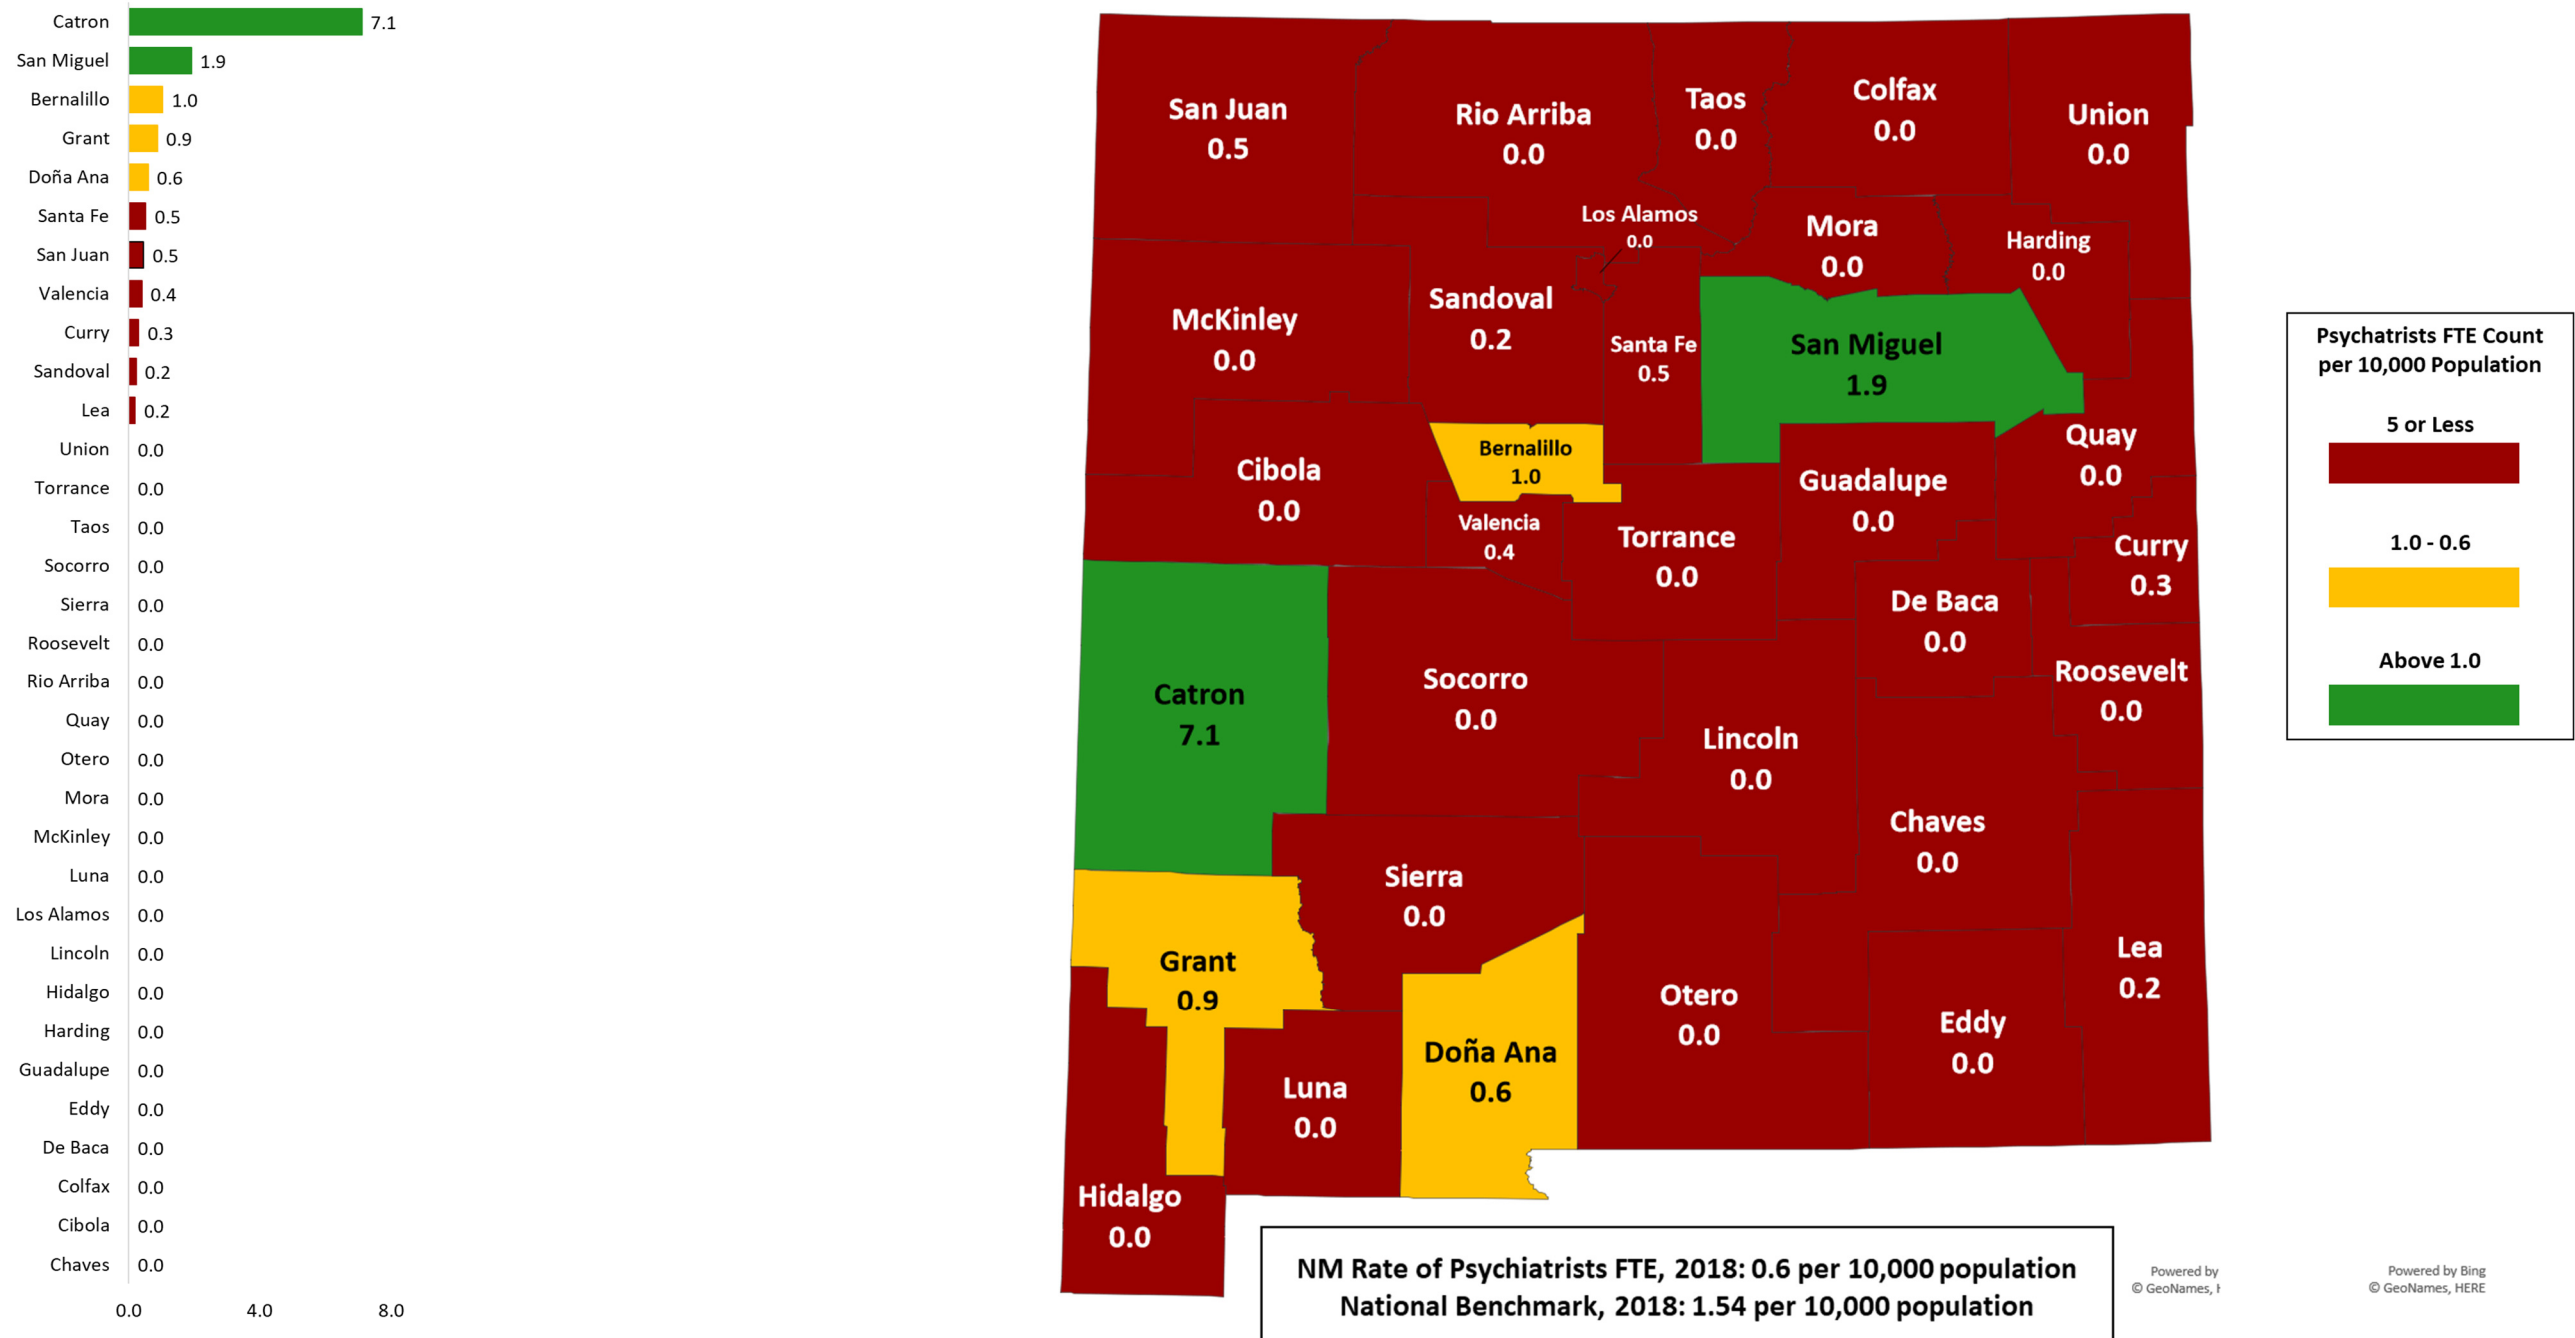 Catron 7.1
San Miguel 1.9
Bernalillo 1.0
Grant 0.9
Doña Ana 0.6
Santa Fe 0.5
San Juan 0.5
Valencia 0.4
Curry 0.3
Sandoval 0.2
Lea 0.2
Union 0.0
Torrance 0.0
Taos 0.0
Socorro 0.0
Sierra 0.0
Roosevelt 0.0
Rio Arriba 0.0
Quay 0.0
Otero 0.0
Mora 0.0
McKinley 0.0
Luna 0.0
Los Alamos 0.0
Lincoln 0.0
Hidalgo 0.0
Harding 0.0
Guadalupe 0.0
Eddy 0.0
De Baca 0.0
Colfax 0.0
Cibola 0.0
Chaves 0.0
0.0 4.0 8.0
San Juan
0.5
Rio Arriba
0.0
Taos
0.0
Colfax
0.0
Union
0.0
Los Alamos
0.0
Mora
0.0
Harding
0.0
McKinley
0.0
Sandoval
0.2
Santa Fe
0.5
San Miguel
1.9
Quay
0.0
Cibola
0.0
Bernalillo
1.0
Valencia
0.4
Torrance
0.0
Guadalupe
0.0
Curry
0.3
De Baca
0.0
Roosevelt
0.0
Catron
7.1
Socorro
0.0
Lincoln
0.0
Chaves
0.0
Sierra
0.0
Grant
0.9
Lea
0.2
Otero
0.0
Eddy
0.0
Doña Ana
0.6
Luna
0.0
Hidalgo
0.0
Psychatrists FTE Count
per 10,000 Population
5 or Less
1.0 - 0.6
Above 1.0
NM Rate of Psychiatrists FTE, 2018: 0.6 per 10,000 population
National Benchmark, 2018: 1.54 per 10,000 population
Powered by
© GeoNames,
Powered by Bing
© GeoNames, HERE